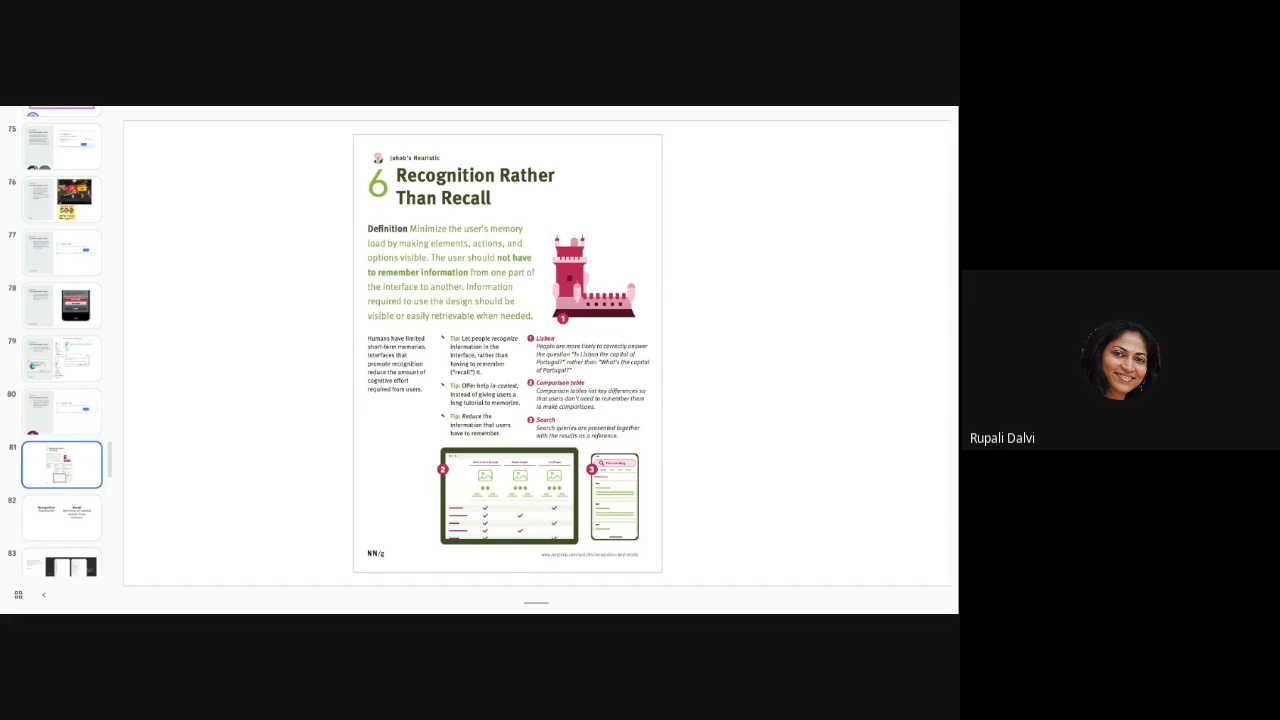 75
76
77
78
79
80
81
82
83
Jakob's Heuristic
6 Recognition Rather
Than Recall
Definition Minimize the user's memory
load by making elements, actions, and
options visible. The user should not have
to remember information from one part of
the interface to another. Information
required to use the design should be
visible or easily retrievable when needed.
1
Humans have limited
short-term memories.
Interfaces that
promote recognition
reduce the amount of
cognitive effort
required from users.
Tip: Let people recognize
information in the
interface, rather than
having to remember
("recall") it.
Tip: Offer help in-context,
instead of giving users a
long tutorial to memorize.
Tip: Reduce the
information that users
have to remember.
1 Lisbon
People are more likely to correctly answer
the question "Is Lisbon the capital of
Portugal?" rather than "What's the capital
of Portugal?"
2 Comparison table
Comparison tables list key differences so
that users don't need to remember them
to make comparisons.
3 Search
Search queries are presented together
with the results as a reference.
2
3
NN/g
Recognition
Recall
Rupali Dalvi